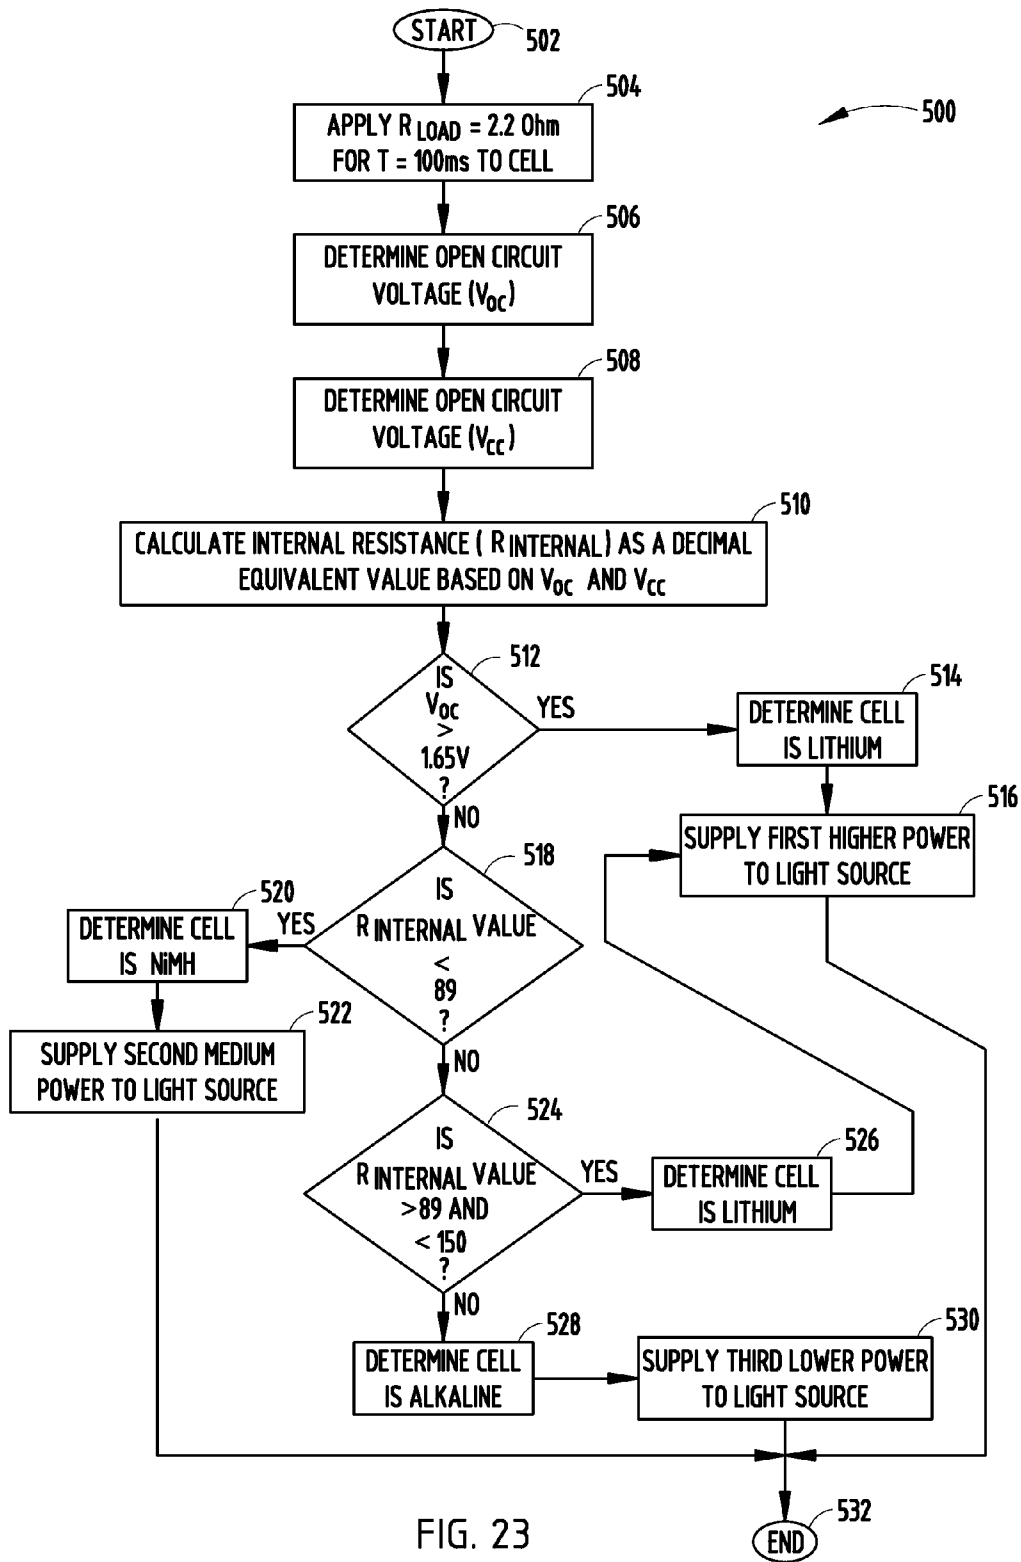 START
502
500
504
APPLY R LOAD = 2.2 Ohm
FOR T = 100ms TO CELL
506
DETERMINE OPEN CIRCUIT
VOLTAGE (VOC)
508
DETERMINE OPEN CIRCUIT
VOLTAGE (VCC)
510
CALCULATE INTERNAL RESISTANCE ( R INTERNAL) AS A DECIMAL
EQUIVALENT VALUE BASED ON VOC AND VCC
512
IS
VOC
>
1.65V
?
YES
NO
514
DETERMINE CELL
IS LITHIUM
516
SUPPLY FIRST HIGHER POWER
TO LIGHT SOURCE
518
IS
R INTERNAL VALUE
<
89
?
YES
NO
520
DETERMINE CELL
IS NiMH
522
SUPPLY SECOND MEDIUM
POWER TO LIGHT SOURCE
524
IS
R INTERNAL VALUE
>89 AND
< 150
?
YES
NO
526
DETERMINE CELL
IS LITHIUM
528
DETERMINE CELL
IS ALKALINE
530
SUPPLY THIRD LOWER POWER
TO LIGHT SOURCE
532
END
FIG. 23